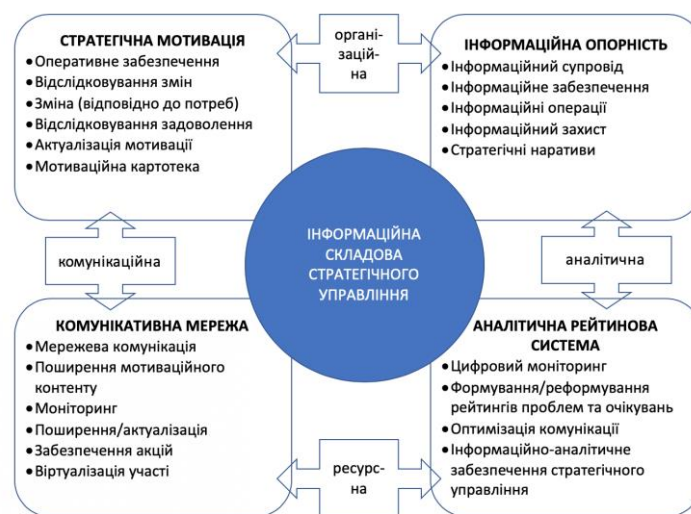 СТРАТЕГІЧНА МОТИВАЦІЯ
•Оперативне забезпечення
•Відслідковування змін
•Зміна (відповідно до потреб)
•Відслідковування задоволення
•Актуалізація мотивації
•Мотиваційна картотека
органі-
зацій-
на
ІНФОРМАЦІЙНА ОПОРНІСТЬ
•Інформаційний супровід
•Інформаційне забезпечення
•Інформаційні операції
•Інформаційний захист
•Стратегічні наративи
комунікаційна
ІНФОРМАЦІЙНА
СКЛАДОВА
СТРАТЕГІЧНОГО
УПРАВЛІННЯ
аналітична
КОМУНІКАТИВНА МЕРЕЖА
•Мережева комунікація
•Поширення мотиваційного
контенту
•Моніторинг
•Поширення/актуалізація
•Забезпечення акцій
•Віртуалізація участі
ресурс-
на
АНАЛІТИЧНА РЕЙТИНОВА
СИСТЕМА
•Цифровий моніторинг
•Формування/реформування
рейтингів проблем та очікувань
•Оптимізація комунікації
•Інформаційно-аналітичне
забезпечення стратегічного
управління